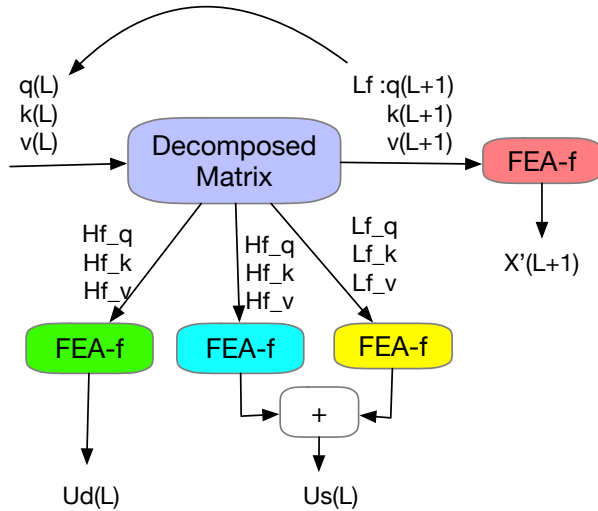 q(L)
k(L)
v(L)
Lf :q(L+1)
k(L+1)
v(L+1)
Decomposed
Matrix
FEA-f
X'(L+1)
Hf_q
Hf_k
Hf_v
Hf_q
Hf_k
Hf_v
Lf_q
Lf_k
Lf_v
FEA-f
FEA-f
FEA-f
+
Ud(L)
Us(L)